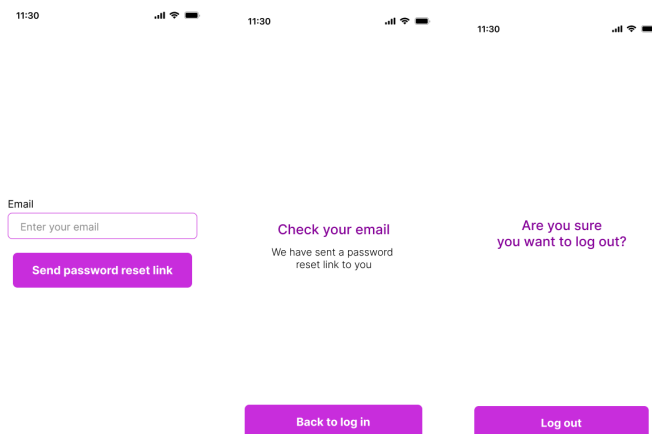 11:30
Email
Enter your email
Send password reset link
11:30
Check your email
We have sent a password
reset link to you
Back to log in
11:30
Are you sure
you want to log out?
Log out